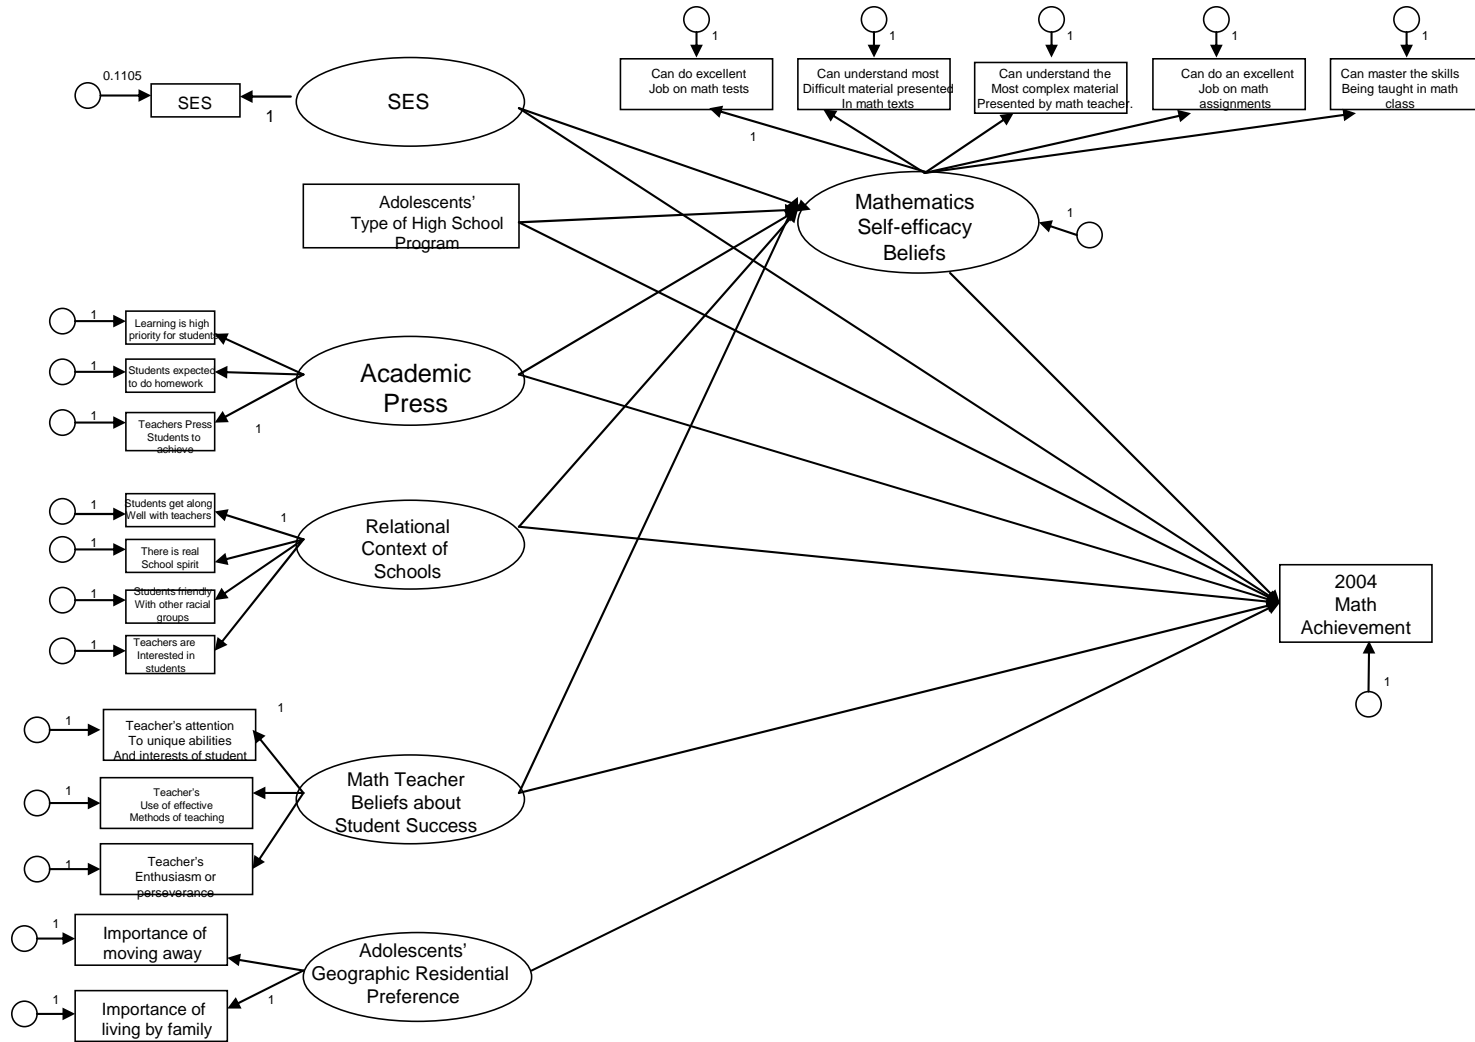 1
1
1
1
1
0.1105
SES
1
SES
Can do excellent
Job on math tests
Can understand most
Difficult material presented
In math texts
Can understand the
Most complex material
Presented by math teacher.
Can do an excellent
Job on math
assignments
Can master the skills
Being taught in math
class
1
Adolescents’
Type of High School
Program
Mathematics
Self-efficacy
Beliefs
1
1
Learning is high
priority for students
1
Students expected
to do homework
1
Teachers Press
Students to
achieve
1
Academic
Press
1
Students get along
Well with teachers
1
There is real
School spirit
1
Students friendly
With other racial
groups
1
Teachers are
Interested in
students
1
Relational
Context of
Schools
2004
Math
Achievement
1
1
Teacher’s attention
To unique abilities
And interests of student
1
1
Teacher’s
Use of effective
Methods of teaching
1
Teacher’s
Enthusiasm or
perseverance
Math Teacher
Beliefs about
Student Success
1
Importance of
moving away
1
Importance of
living by family
1
Adolescents’
Geographic Residential
Preference